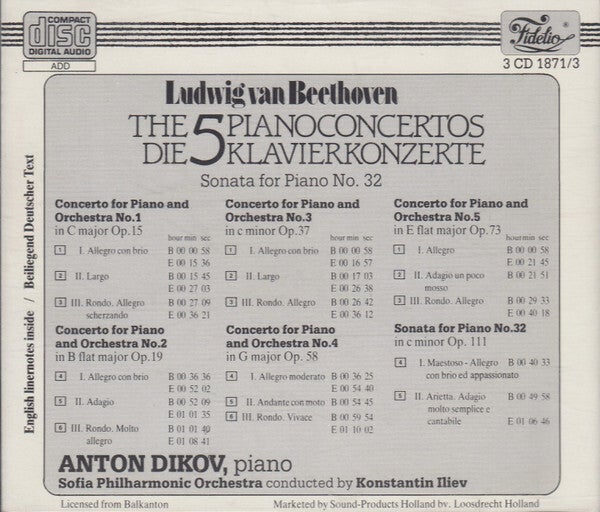 COMPACT
disc
DIGITAL AUDIO
ADD
Fidelio ®
3 CD 1871/3
Ludwig van Beethoven
THE 5 PIANOCONCERTOS
DIE 5 KLAVIERKONZERTE
Sonata for Piano No. 32
Concerto for Piano and
Orchestra No.1
in C major Op.15
hour min sec
1 I. Allegro con brio B 00 00 58
E 00 15 36
2 II. Largo B 00 15 45
E 00 27 03
3 III. Rondo. Allegro B 00 27 09
scherzando E 00 36 21
Concerto for Piano
and Orchestra No.2
in B flat major Op.19
4 I. Allegro con brio B 00 36 36
E 00 52 02
5 II. Adagio B 00 52 09
E 01 01 35
6 III. Rondo. Molto B 01 01 40
allegro E 01 08 41
Concerto for Piano and
Orchestra No.3
in c minor Op.37
hour min sec
1 I. Allegro con brio B 00 00 58
E 00 16 57
2 II. Largo B 00 17 03
E 00 26 38
3 III. Rondo. Allegro B 00 26 42
E 00 36 12
Concerto for Piano
and Orchestra No.4
in G major Op. 58
4 I. Allegro moderato B 00 36 25
E 00 54 40
5 II. Andante con moto B 00 54 45
6 III. Rondo. Vivace B 00 59 54
E 01 10 02
Concerto for Piano and
Orchestra No.5
in E flat major Op.73
hour min sec
1 I. Allegro B 00 00 58
E 00 21 45
2 II. Adagio un poco B 00 21 51
mosso
3 III. Rondo. Allegro B 00 29 33
E 00 40 18
Sonata for Piano No.32
in c minor Op. 111
4 I. Maestoso - Allegro B 00 40 33
con brio ed appassionato
5 II. Arietta. Adagio B 00 49 58
molto semplice e
cantabile E 01 06 46
ANTON DIKOV, piano
Sofia Philharmonic Orchestra conducted by Konstantin Iliev
English linernotes inside / Beiliegend Deutscher Text
Licensed from Balkanton
Marketed by Sound-Products Holland bv. Loosdrecht Holland